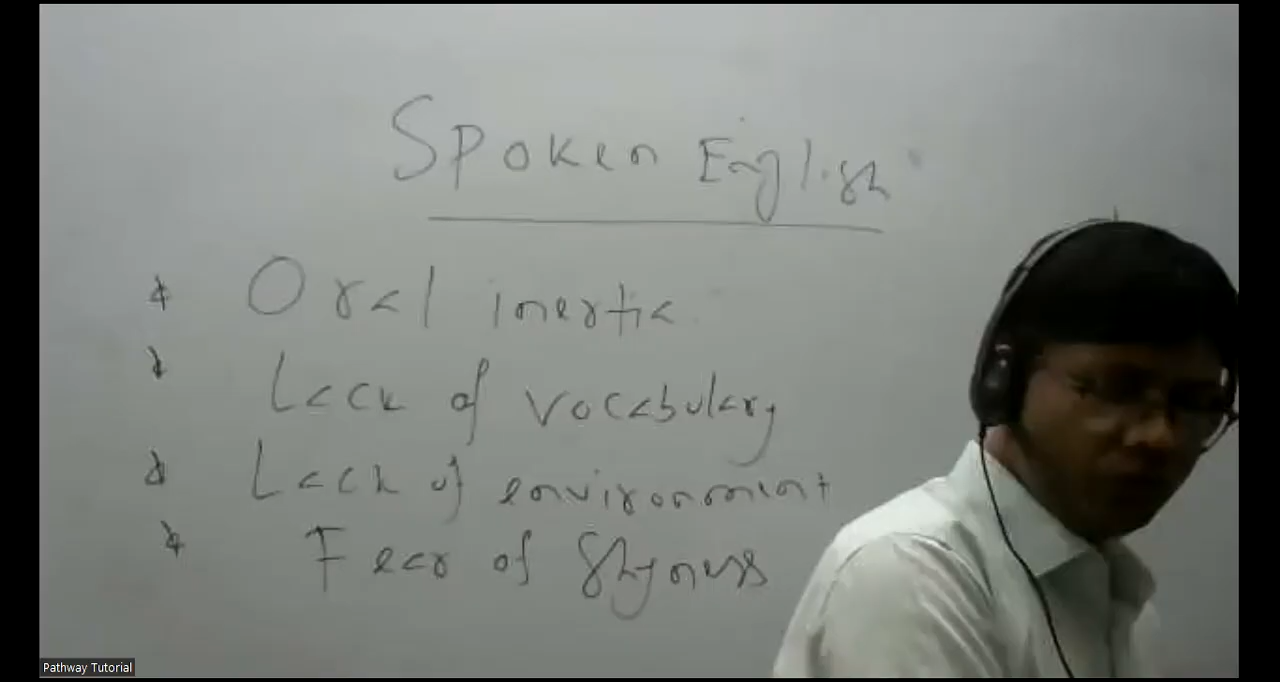 Spoken English
* Oral inertia
* Lack of vocabulary
* Lack of environment
* Fear of Shyness
Pathway Tutorial